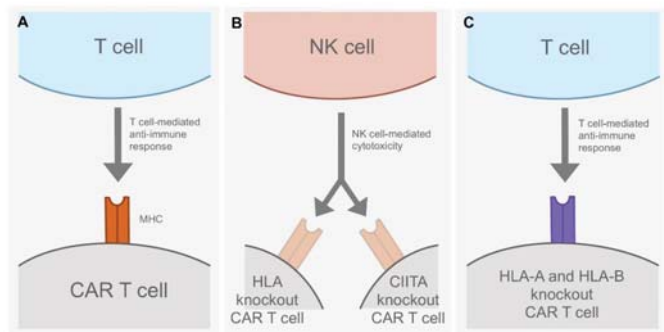 A
T cell
T cell-mediated
anti-immune
response
MHC
CAR T cell
B
NK cell
NK cell-mediated
cytotoxicity
HLA
knockout
CAR T cell
CIITA
knockout
CAR T cell
C
T cell
T cell-mediated
anti-immune
response
HLA-A and HLA-B
knockout
CAR T cell